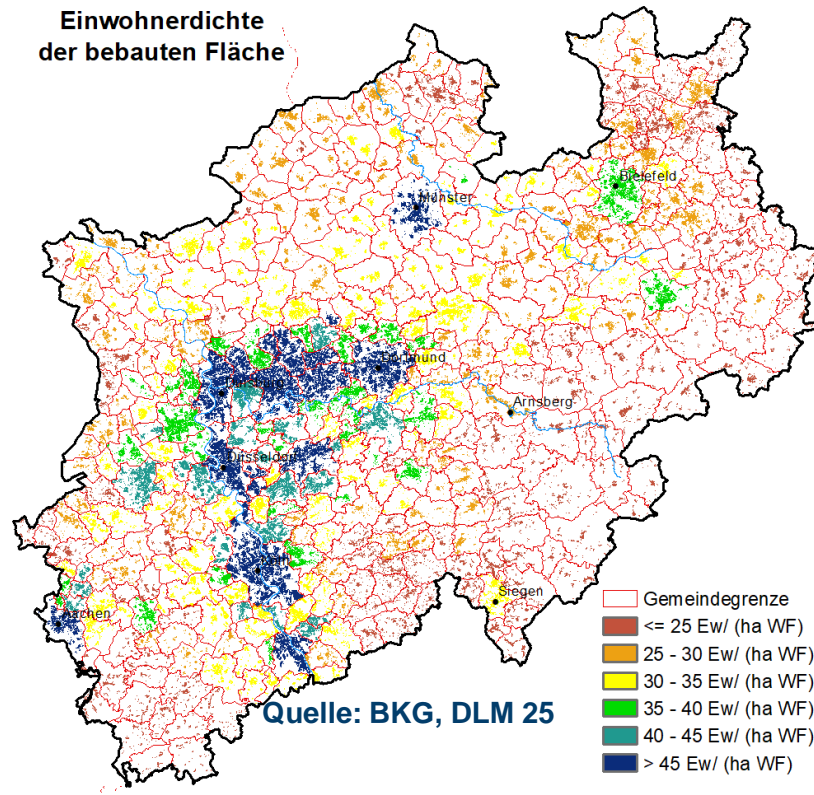 Einwohnerdichte
der bebauten Fläche
Bielefeld
Münster
Dortmund
Duisburg
Arnsberg
Düsseldorf
Köln
Siegen
Aachen
Gemeindegrenze
<= 25 Ew/ (ha WF)
25 - 30 Ew/ (ha WF)
30 - 35 Ew/ (ha WF)
35 - 40 Ew/ (ha WF)
40 - 45 Ew/ (ha WF)
> 45 Ew/ (ha WF)
Quelle: BKG, DLM 25